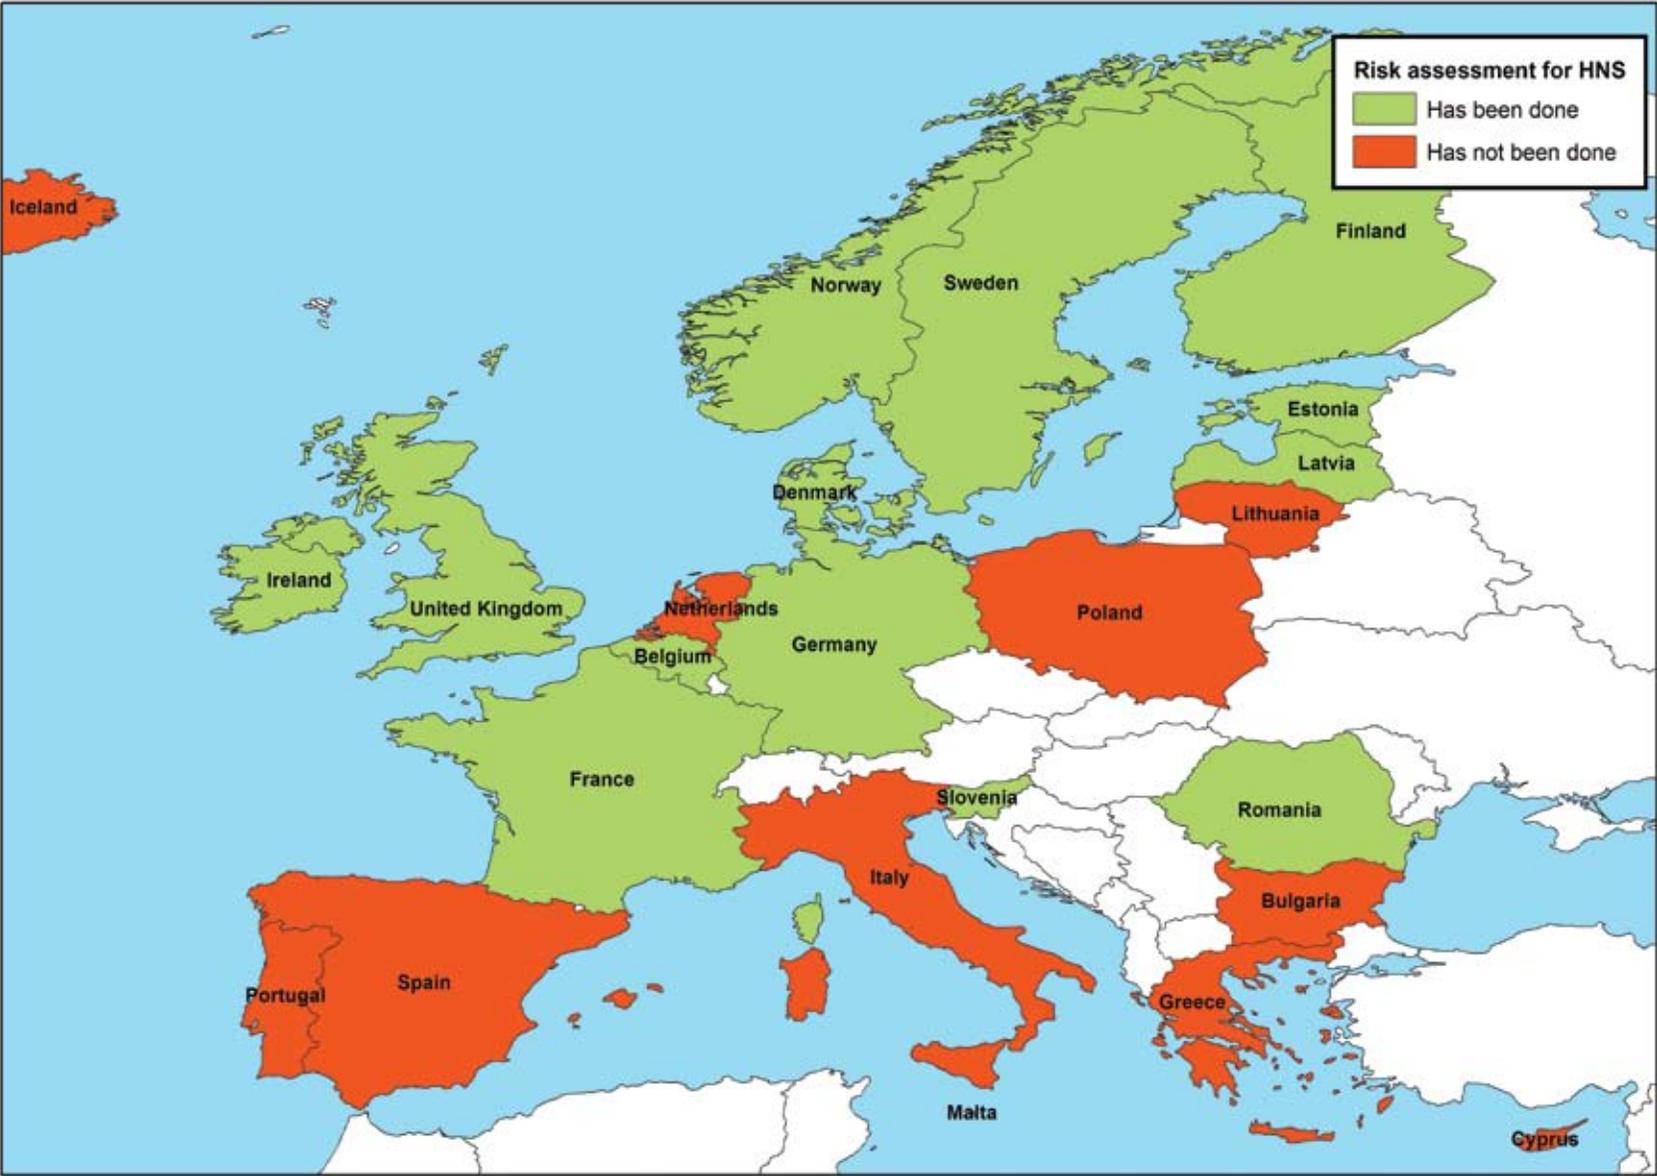 Risk assessment for HNS
Has been done
Has not been done
Iceland
Finland
Norway
Sweden
Estonia
Latvia
Denmark
Lithuania
Ireland
United Kingdom
Netherlands
Poland
Germany
Belgium
France
Slovenia
Romania
Italy
Bulgaria
Spain
Portugal
Greece
Malta
Cyprus